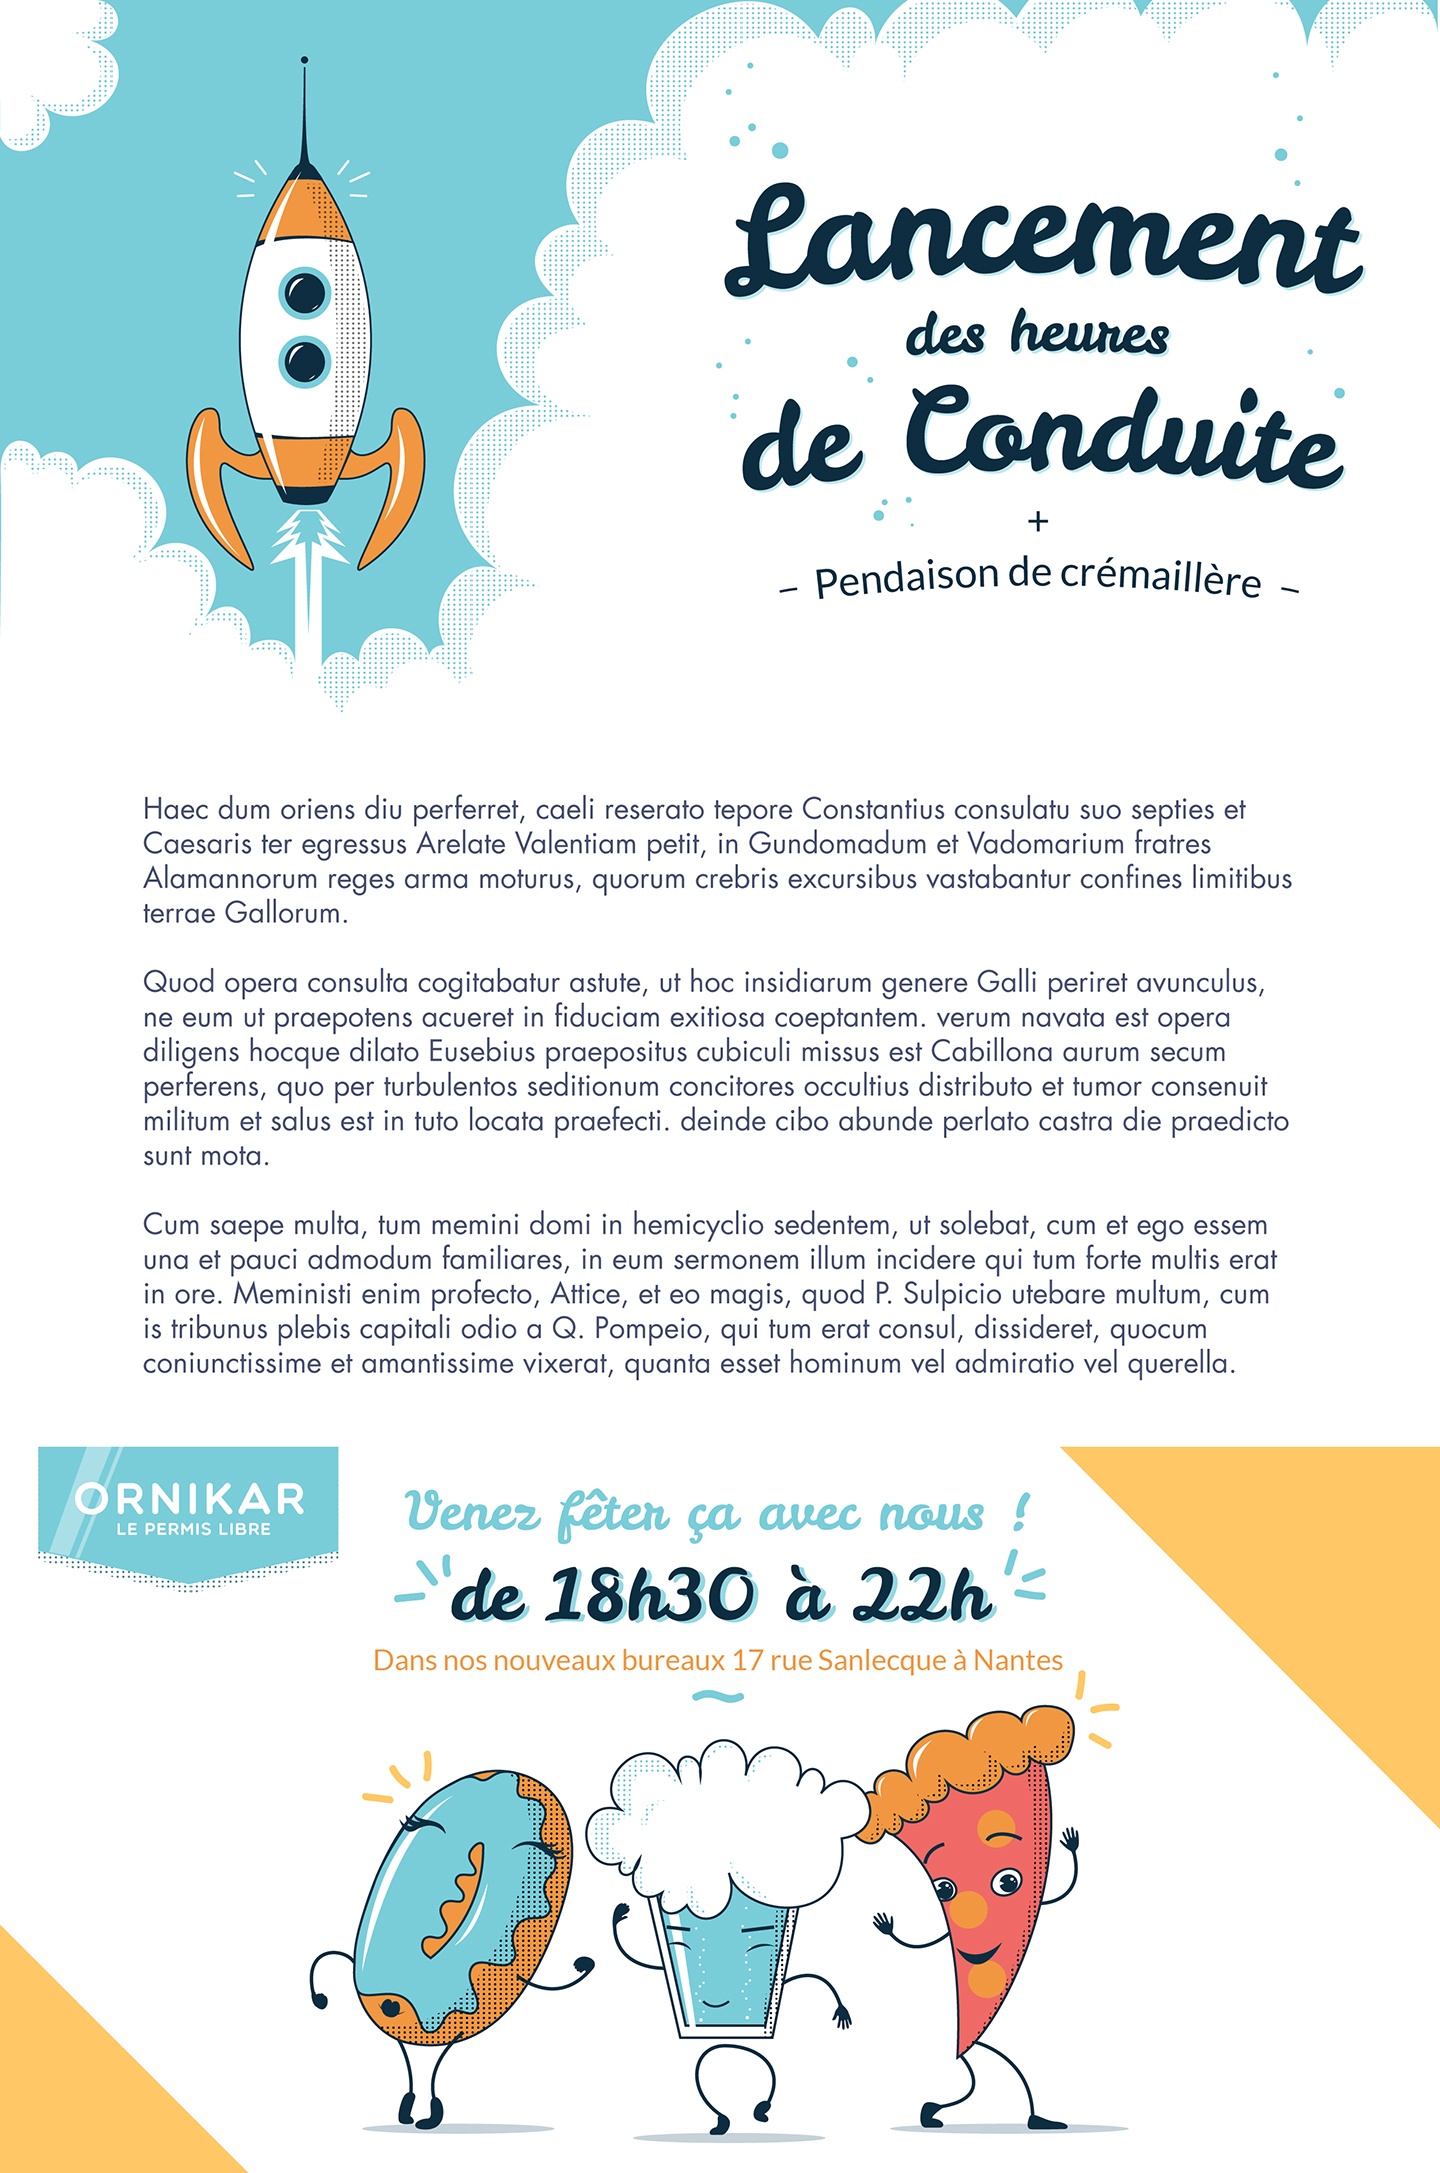 Lancement
des heures
de Conduite
+
– Pendaison de crémaillère –
Haec dum oriens diu perferret, caeli reserato tepore Constantius consulatu suo septies et
Caesaris ter egressus Arelate Valentiam petit, in Gundomadum et Vadomarium fratres
Alamannorum reges arma moturus, quorum crebris excursibus vastabantur confines limitibus
terrae Gallorum.
Quod opera consulta cogitabatur astute, ut hoc insidiarum genere Galli periret avunculus,
ne eum ut praepotens acueret in fiduciam exitiosa coeptantem. verum navata est opera
diligens hocque dilato Eusebius praepositus cubiculi missus est Cabillona aurum secum
perferens, quo per turbulentos seditionum concitores occultius distributo et tumor consenuit
militum et salus est in tuto locata praefecti. deinde cibo abunde perlato castra die praedicto
sunt mota.
Cum saepe multa, tum memini domi in hemicyclio sedentem, ut solebat, cum et ego essem
una et pauci admodum familiares, in eum sermonem illum incidere qui tum forte multis erat
in ore. Meministi enim profecto, Attice, et eo magis, quod P. Sulpicio utebare multum, cum
is tribunus plebis capitali odio a Q. Pompeio, qui tum erat consul, dissideret, quocum
coniunctissime et amantissime vixerat, quanta esset hominum vel admiratio vel querella.
ORNIKAR
LE PERMIS LIBRE
Venez fêter ça avec nous !
de 18h30 à 22h
Dans nos nouveaux bureaux 17 rue Sanlecque à Nantes